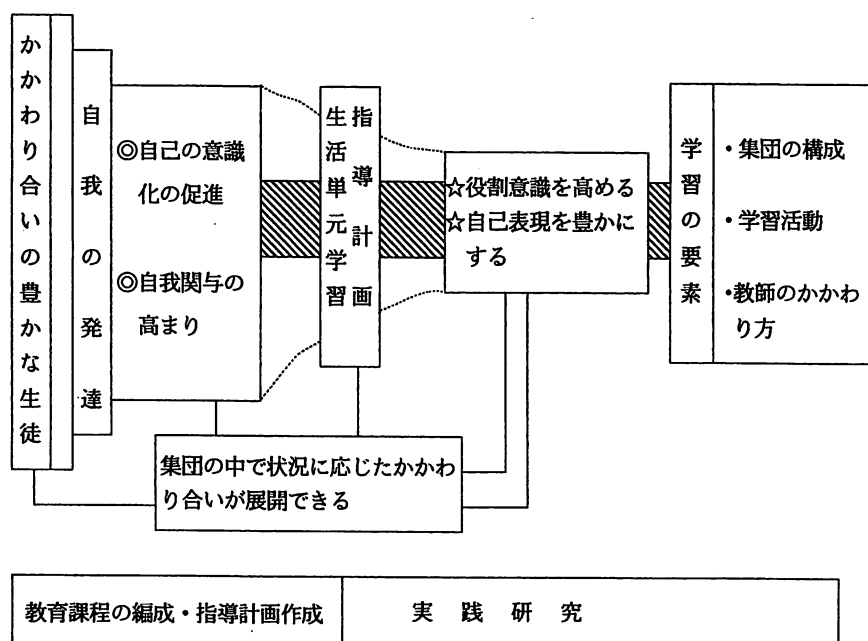 かかわり合いの豊かな生徒
自我の発達
◎自己の意識
化の促進
◎自我関与の
高まり
指導計画
生活単元学習
☆役割意識を高める
☆自己表現を豊かに
する
学習の要素
・集団の構成
・学習活動
・教師のかかわ
り方
集団の中で状況に応じたかかわ
り合いが展開できる
教育課程の編成・指導計画作成
実践研究